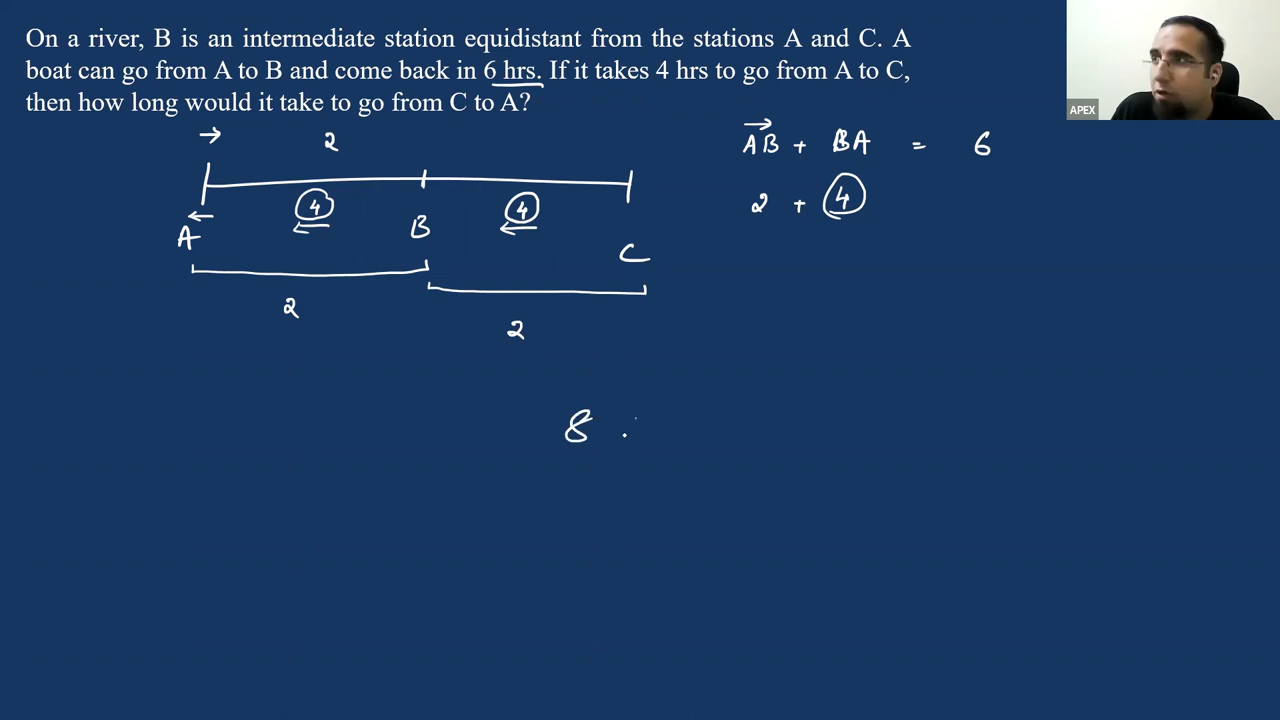 On a river, B is an intermediate station equidistant from the stations A and C. A
boat can go from A to B and come back in 6 hrs. If it takes 4 hrs to go from A to C,
then how long would it take to go from C to A?
APEX
2
AB + BA = 6
4 4
2 + 4
A B C
2
2
8